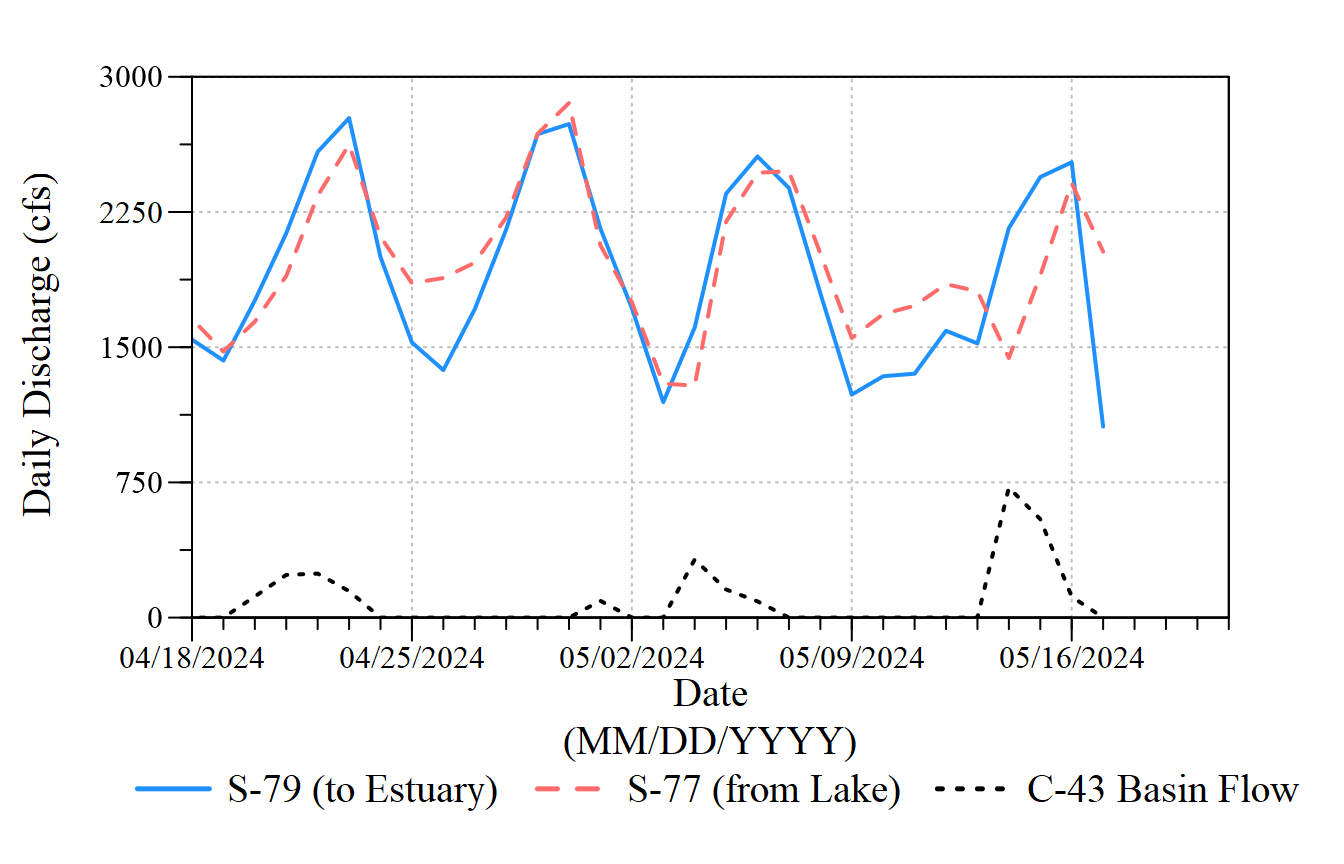 Daily Discharge (cfs)
3000
2250
1500
750
0
04/18/2024 04/25/2024 05/02/2024 05/09/2024 05/16/2024
Date
(MM/DD/YYYY)
S-79 (to Estuary) S-77 (from Lake) C-43 Basin Flow